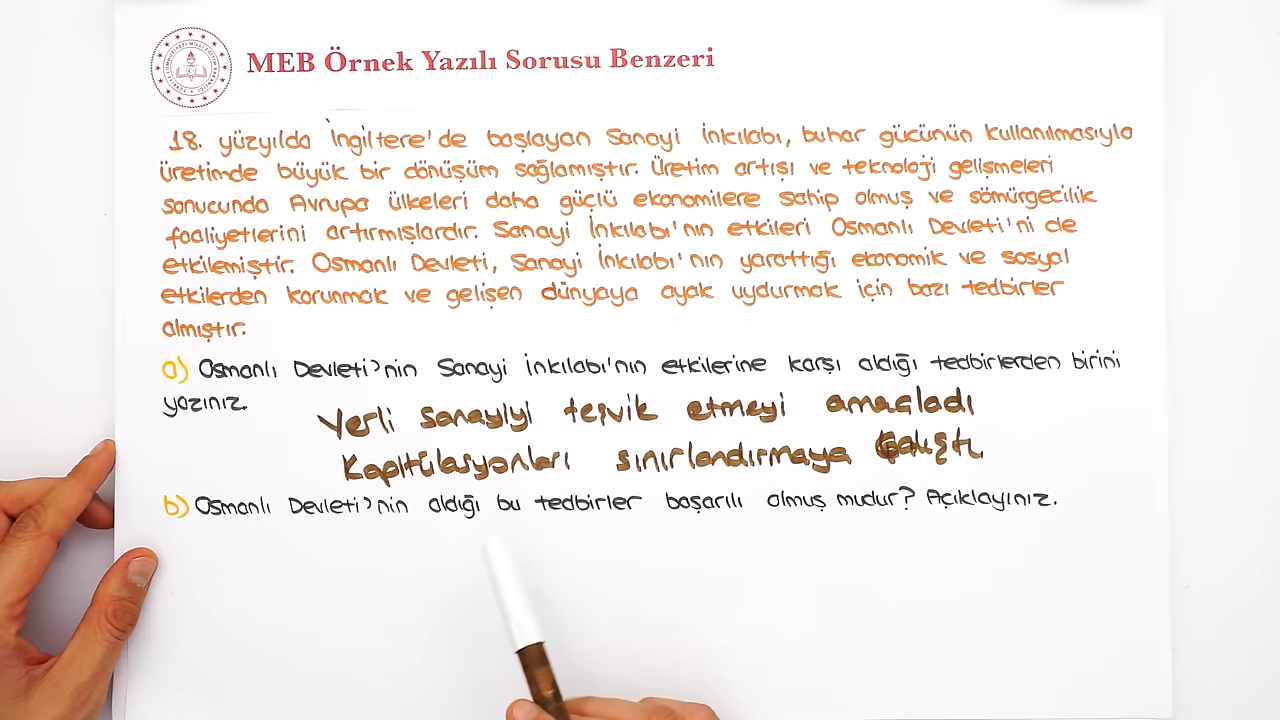 MEB Örnek Yazılı Sorusu Benzeri
18. yüzyılda İngiltere'de başlayan Sanayi İnkılabı, buhar gücünün kullanılmasıyla
üretimde büyük bir dönüşüm sağlamıştır. Üretim artışı ve teknoloji gelişmeleri
sonucunda Avrupa ülkeleri daha güçlü ekonomilere sahip olmuş ve sömürgecilik
faaliyetlerini artırmışlardır. Sanayi İnkılabı'nın etkileri Osmanlı Devleti'ni de
etkilemiştir. Osmanlı Devleti, Sanayi İnkılabı'nın yarattığı ekonomik ve sosyal
etkilerden korunmak ve gelişen dünyaya ayak uydurmak için bazı tedbirler
almıştır.
a) Osmanlı Devleti'nin Sanayi İnkılabı'nın etkilerine karşı aldığı tedbirlerden birini
yazınız.
Yerli sanayiyi teşvik etmeyi amaçladı
Kapitülasyonları sınırlandırmaya çalıştı
b) Osmanlı Devleti'nin aldığı bu tedbirler başarılı olmuş mudur? Açıklayınız.